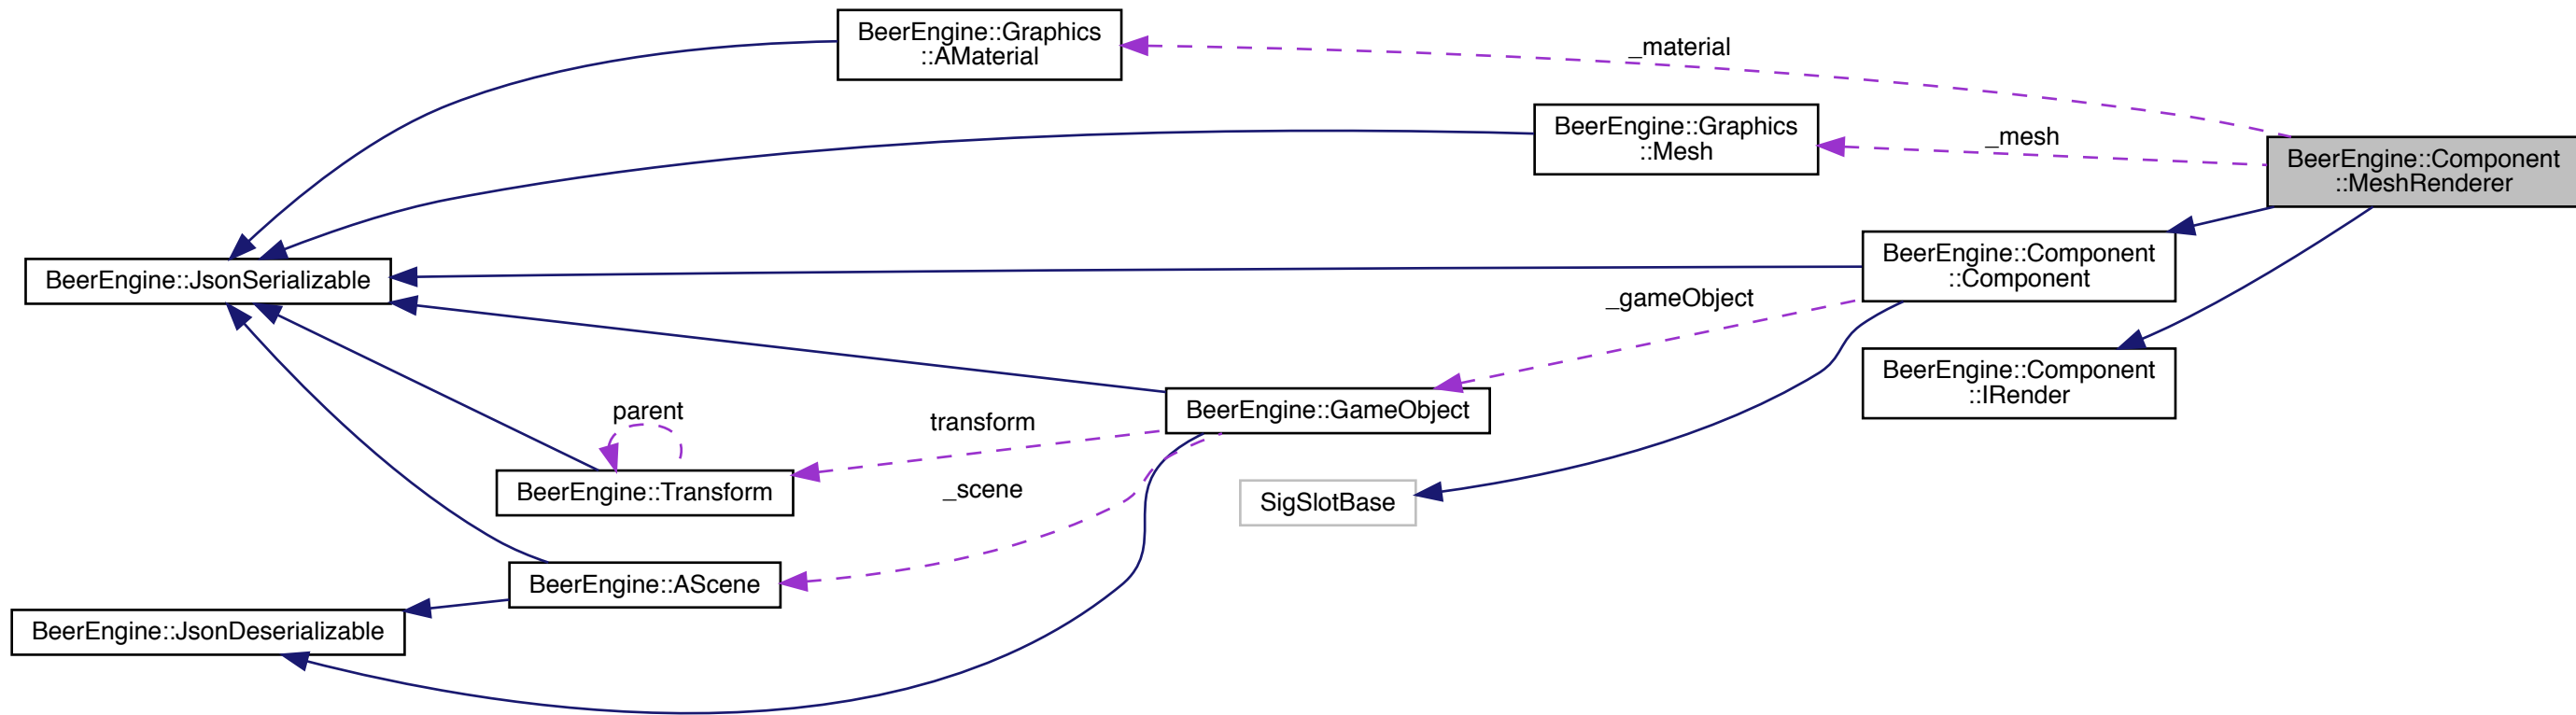 BeerEngine::Graphics
::AMaterial
_material
BeerEngine::Graphics
::Mesh
_mesh
BeerEngine::Component
::MeshRenderer
BeerEngine::JsonSerializable
BeerEngine::Component
::Component
_gameObject
BeerEngine::Component
::IRender
BeerEngine::GameObject
parent
transform
BeerEngine::Transform
_scene
SigSlotBase
BeerEngine::AScene
BeerEngine::JsonDeserializable